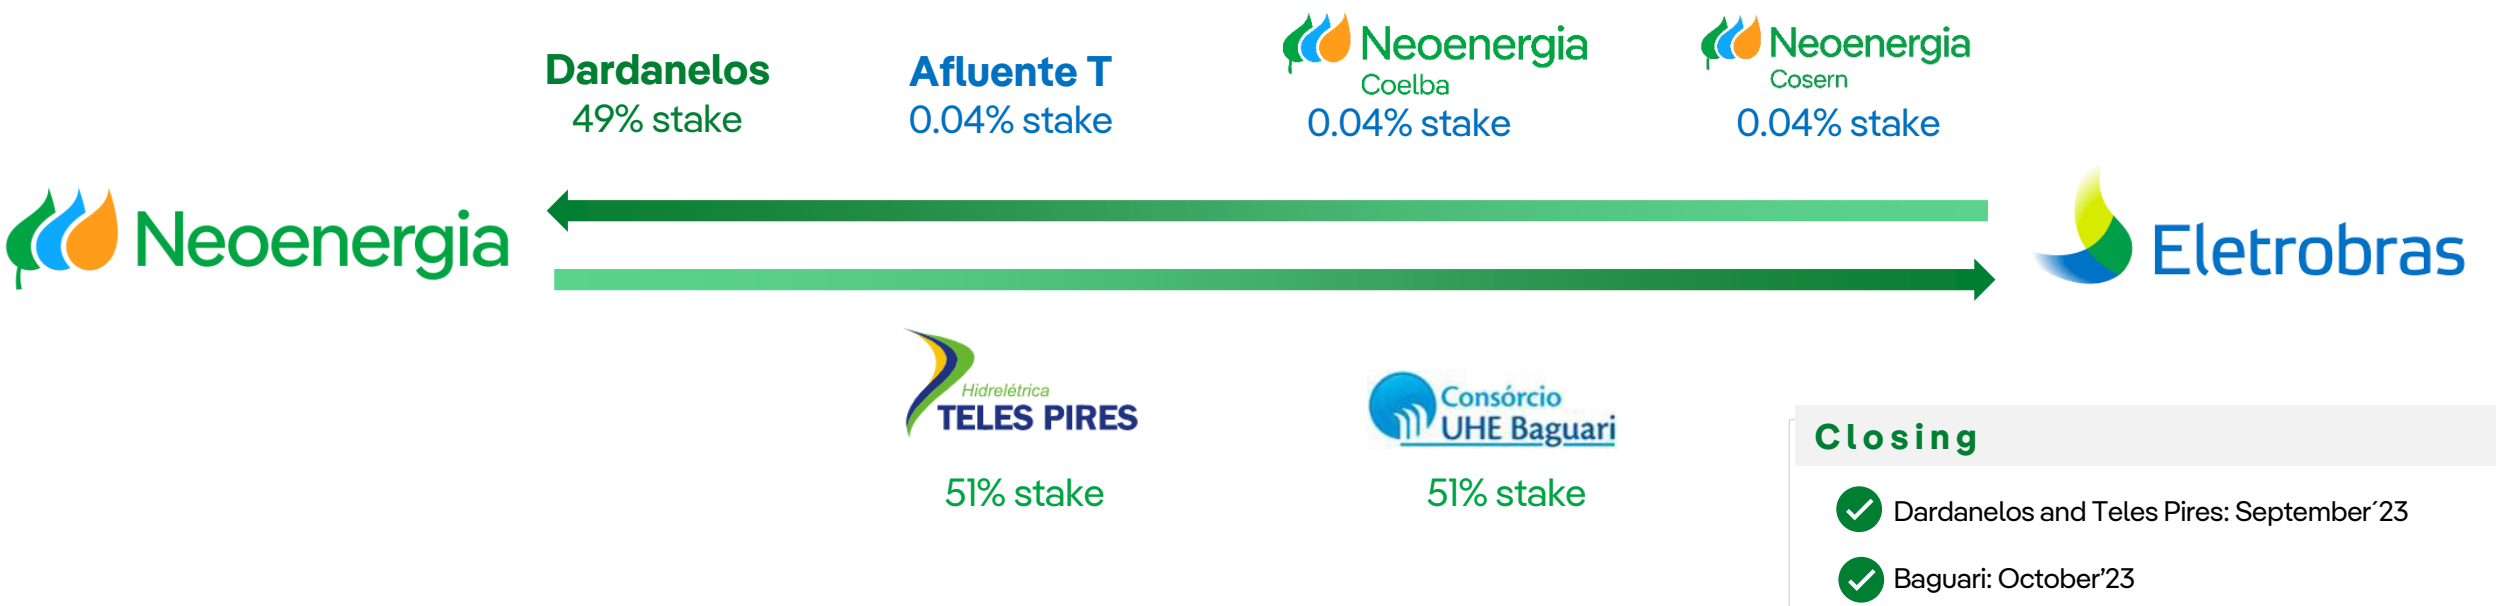 Dardanelos
49% stake
Afluente T
0.04% stake
Neoenergia
Coelba
0.04% stake
Neoenergia
Cosern
0.04% stake
Neoenergia
Eletrobras
Hidrelétrica
TELES PIRES
51% stake
Consórcio
UHE Baguari
51% stake
Closing
Dardanelos and Teles Pires: September´23
Baguari: October’23